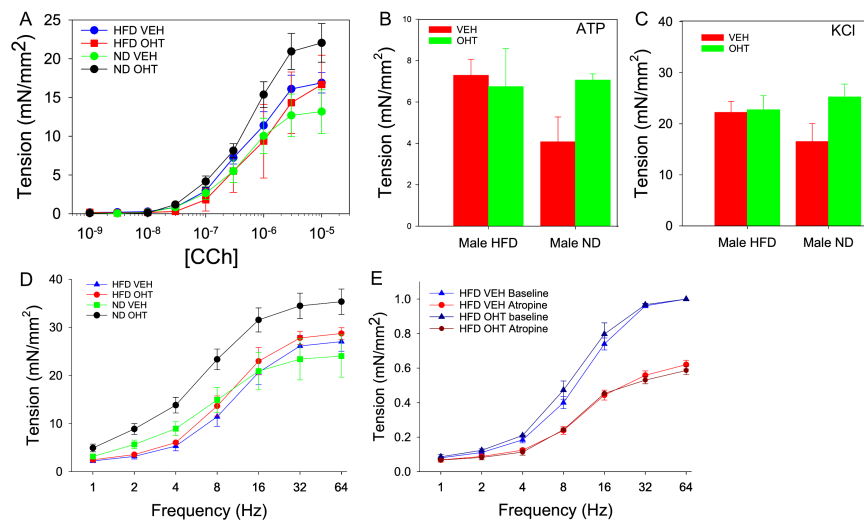 A
HFD VEH
HFD OHT
ND VEH
ND OHT
Tension (mN/mm²)
25
20
15
10
5
0
10⁻⁹ 10⁻⁸ 10⁻⁷ 10⁻⁶ 10⁻⁵
[CCh]
B
ATP
VEH
OHT
Tension (mN/mm²)
10
8
6
4
2
0
Male HFD Male ND
C
KCl
VEH
OHT
Tension (mN/mm²)
40
30
20
10
0
Male HFD Male ND
D
HFD VEH
HFD OHT
ND VEH
ND OHT
Tension (mN/mm²)
40
30
20
10
0
1 2 4 8 16 32 64
Frequency (Hz)
E
HFD VEH Baseline
HFD VEH Atropine
HFD OHT baseline
HFD OHT Atropine
Tension (mN/mm²)
1.0
0.8
0.6
0.4
0.2
0.0
1 2 4 8 16 32 64
Frequency (Hz)